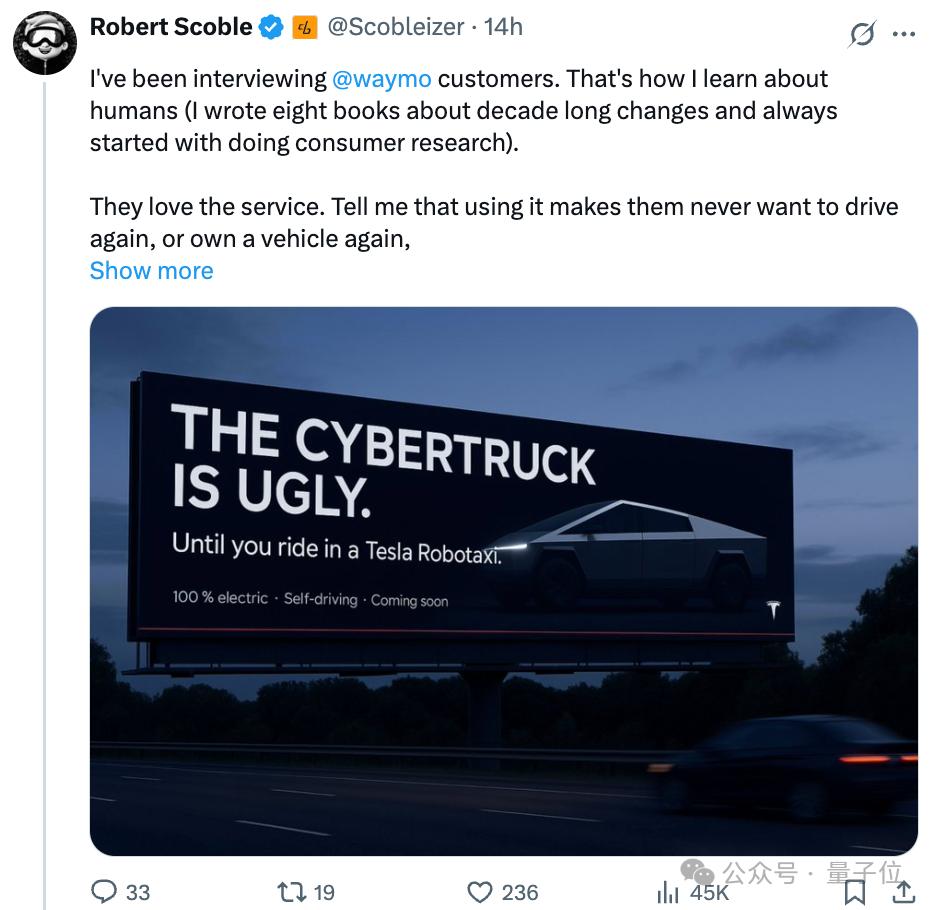 Robert Scoble @Scobleizer · 14h
I've been interviewing @waymo customers. That's how I learn about
humans (I wrote eight books about decade long changes and always
started with doing consumer research).
They love the service. Tell me that using it makes them never want to drive
again, or own a vehicle again,
Show more
THE CYBERTRUCK
IS UGLY.
Until you ride in a Tesla Robotaxi.
100 % electric · Self-driving · Coming soon
33 19 236 45K
公众号 · 量子位